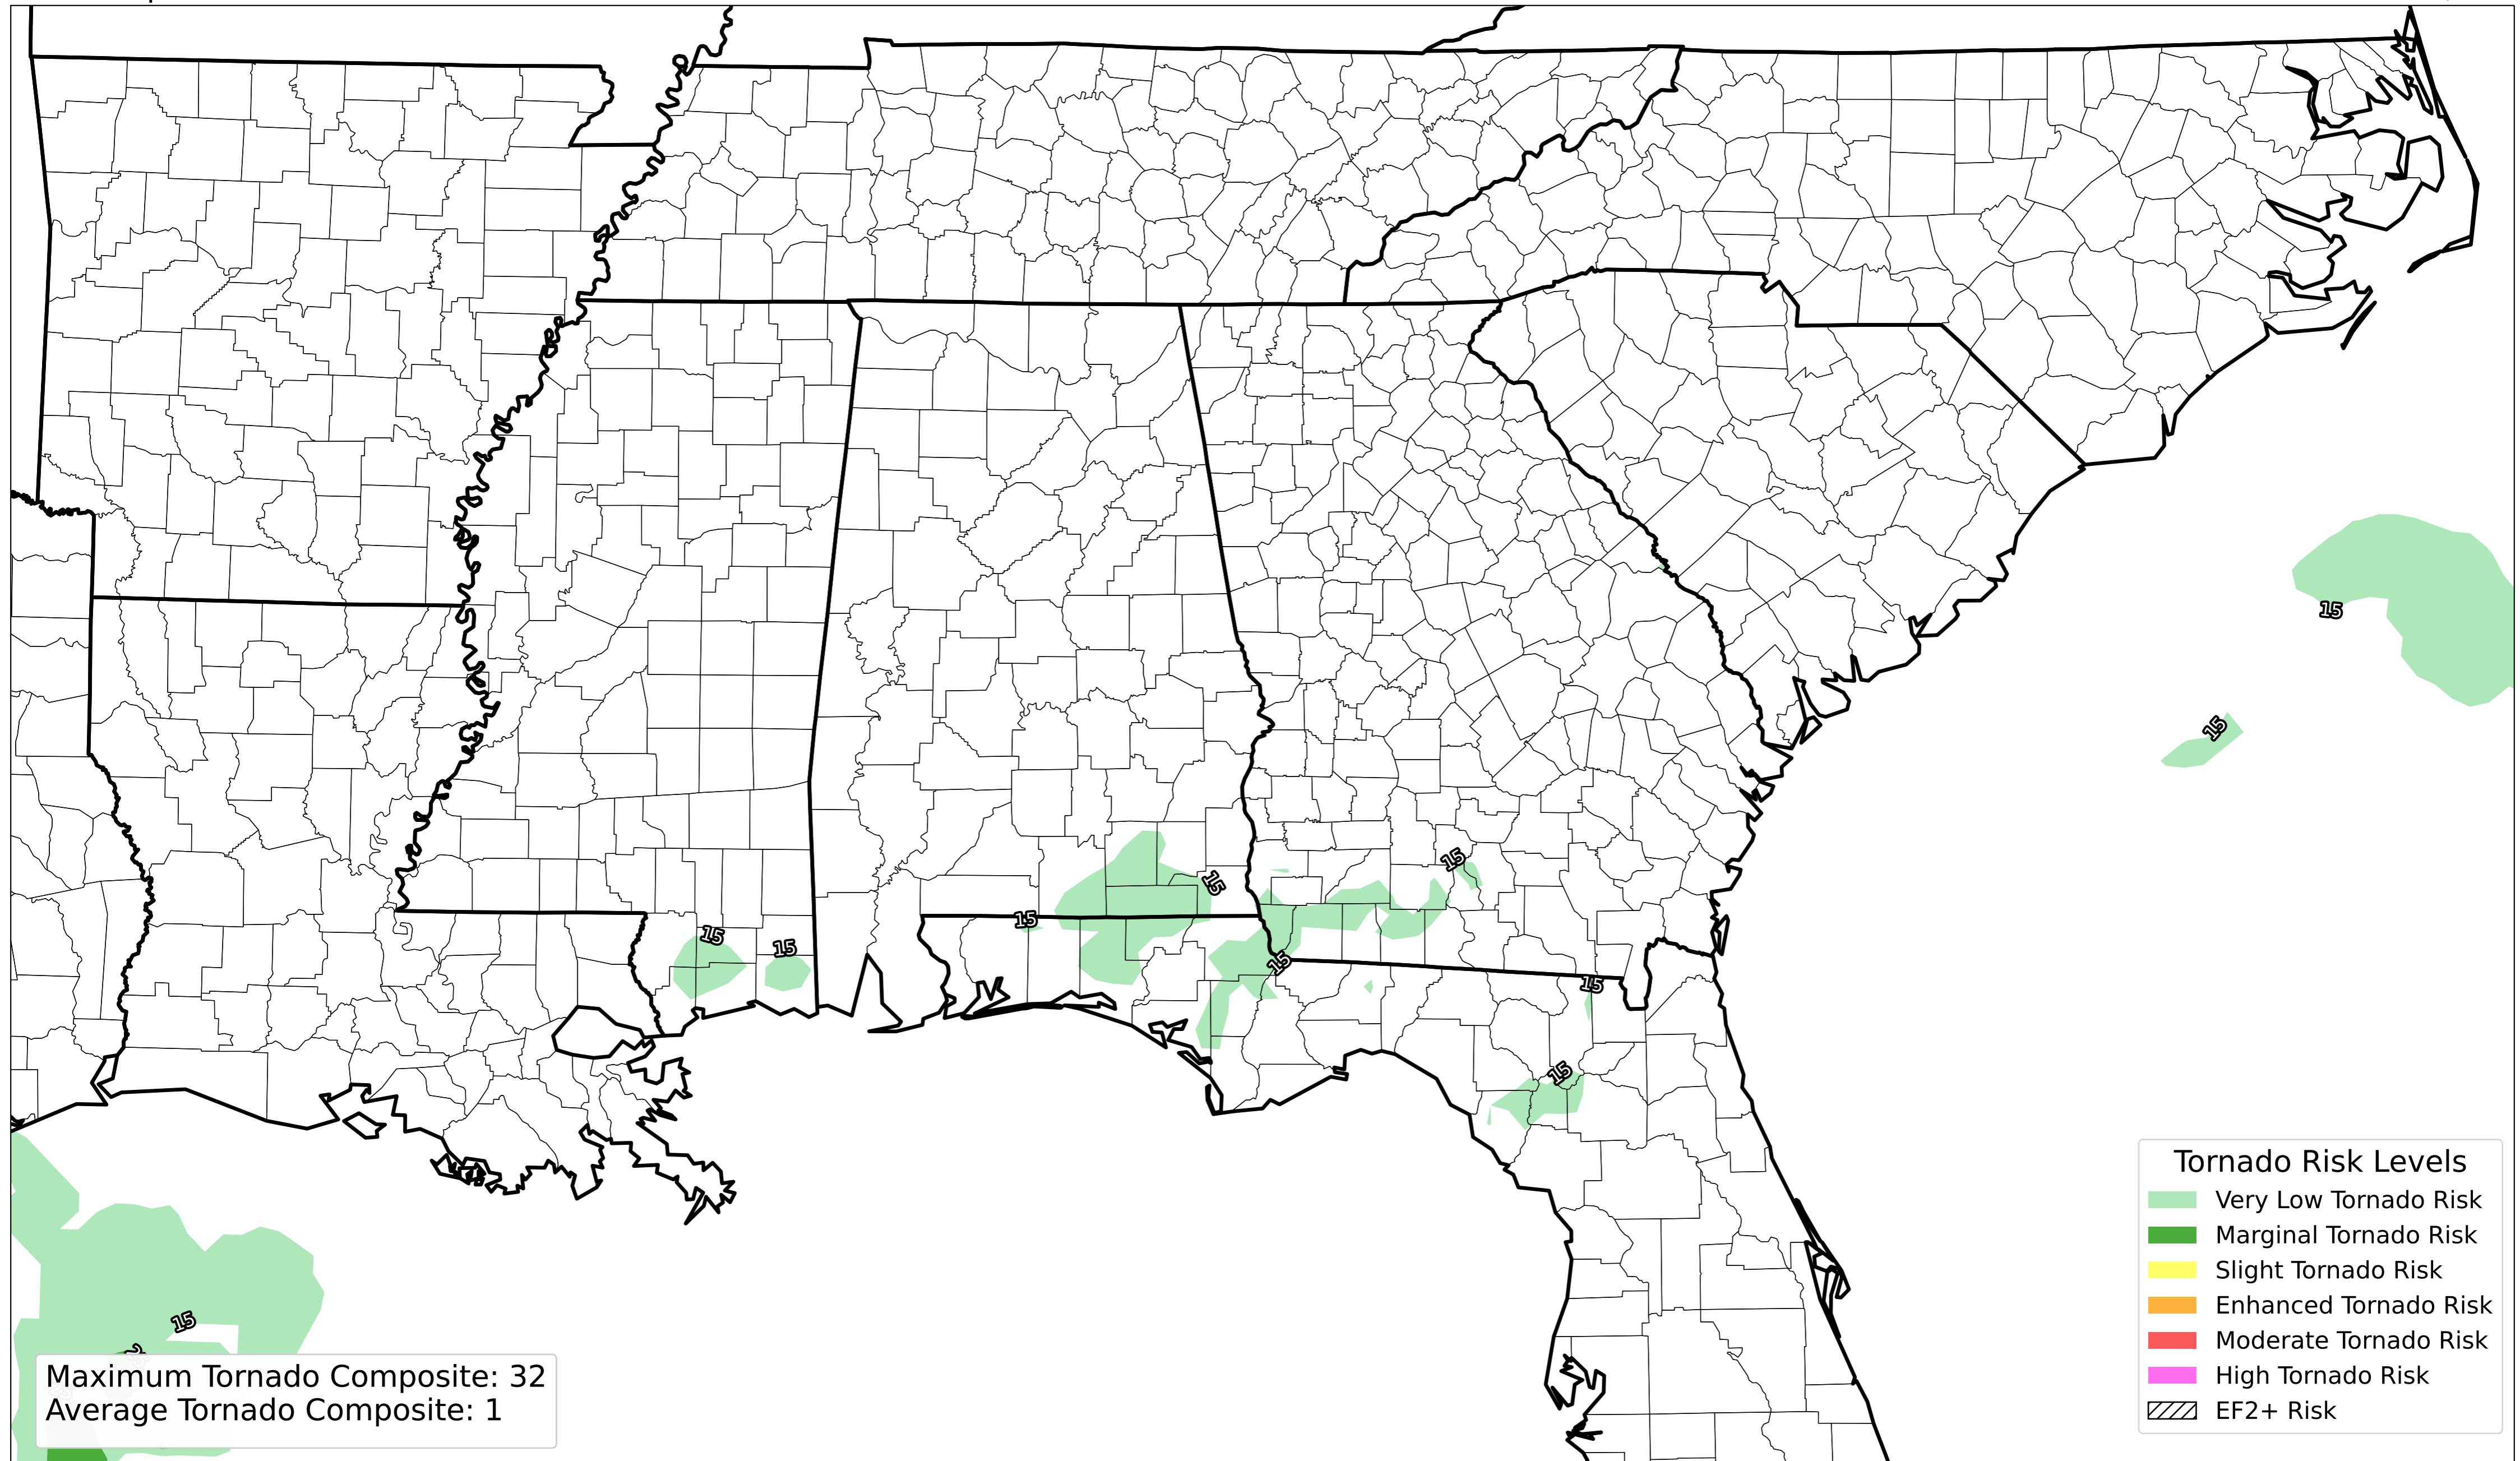 15
15
15
15
15
15
15
15
15
15
15
Maximum Tornado Composite: 32
Average Tornado Composite: 1
Tornado Risk Levels
Very Low Tornado Risk
Marginal Tornado Risk
Slight Tornado Risk
Enhanced Tornado Risk
Moderate Tornado Risk
High Tornado Risk
EF2+ Risk